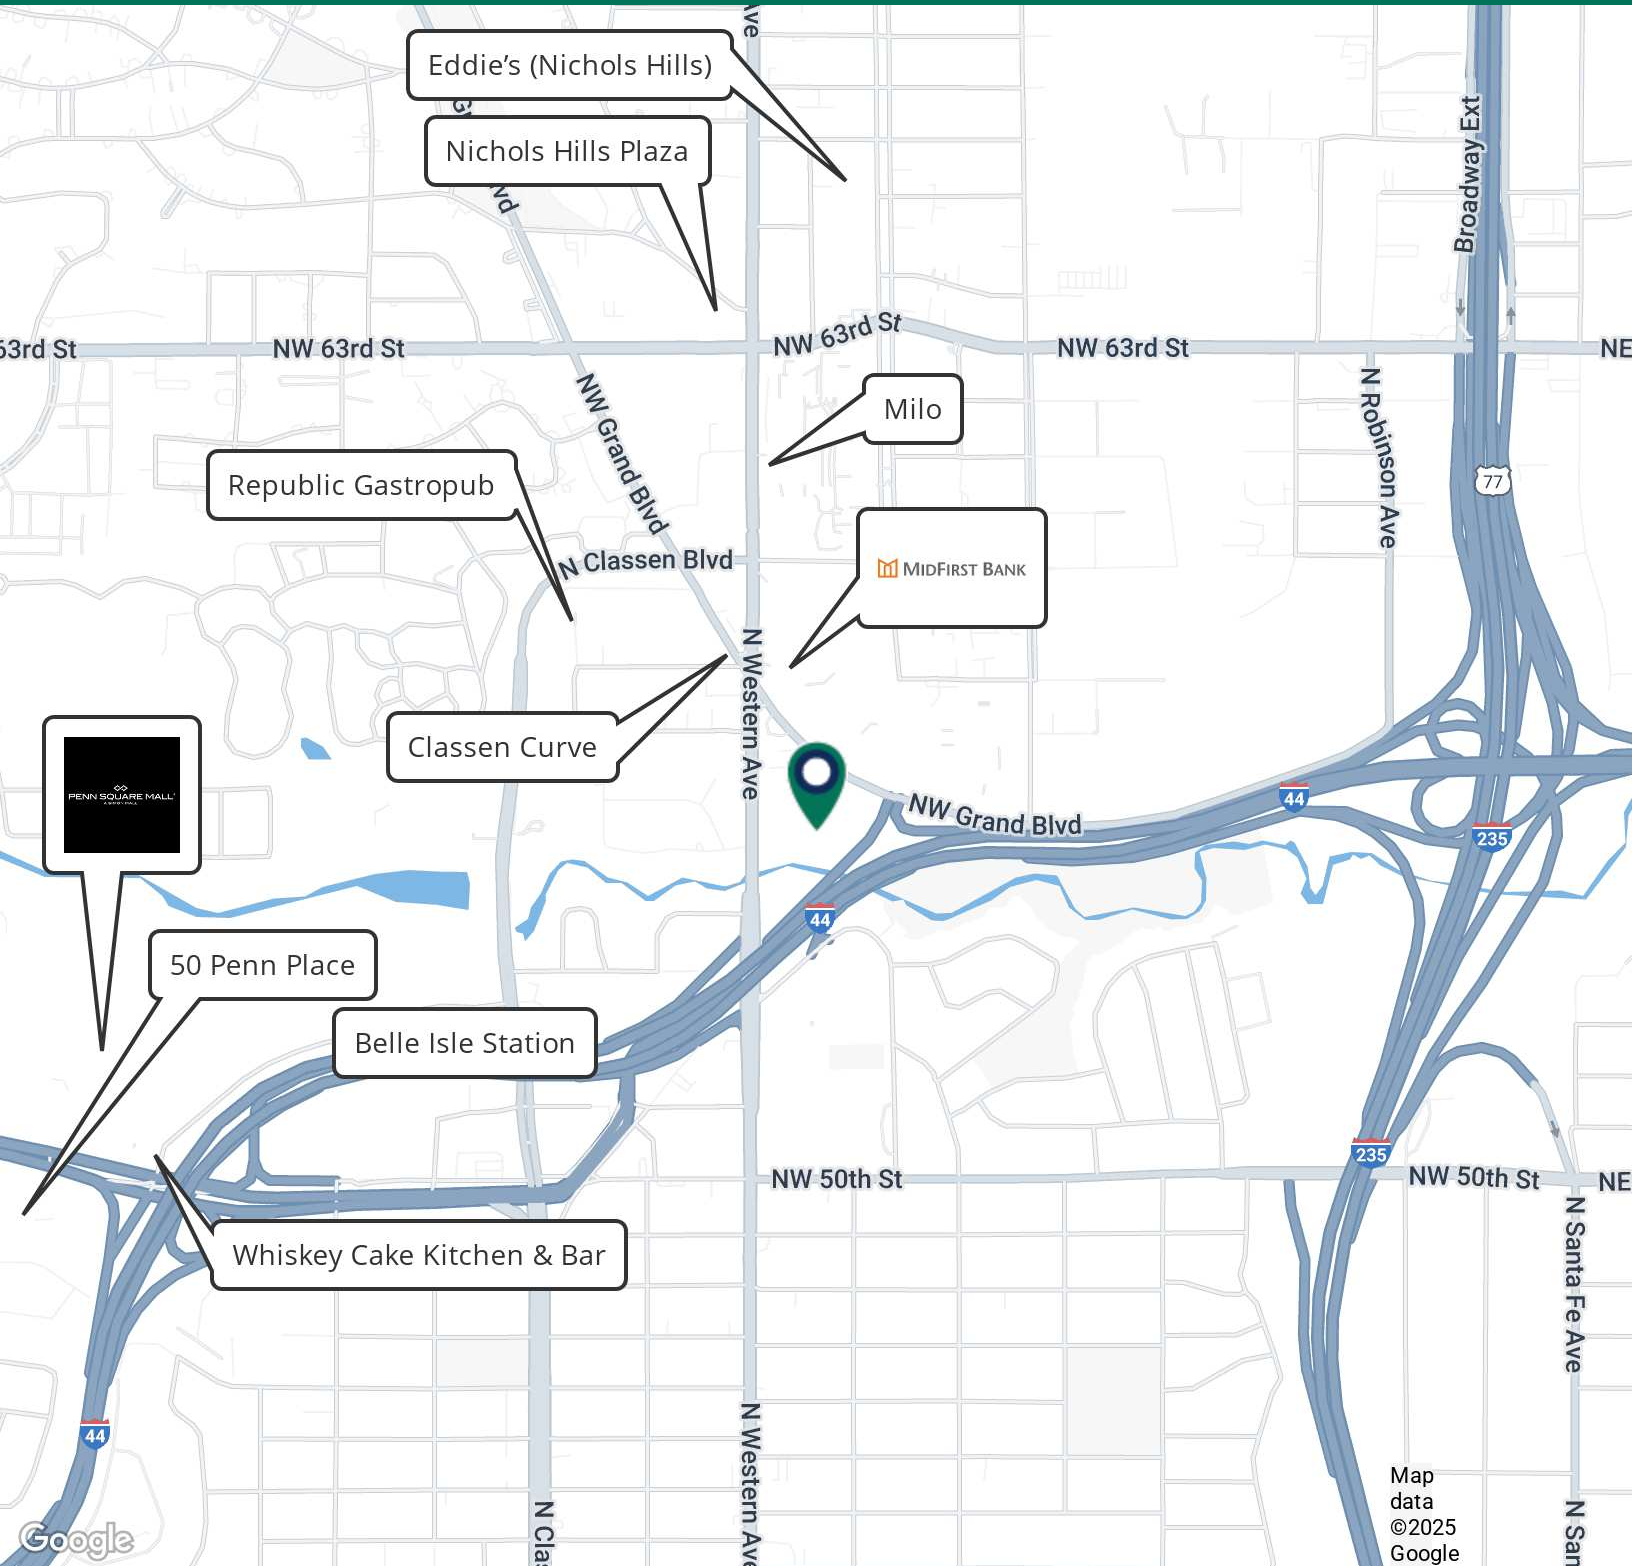 Ave
Eddie’s (Nichols Hills)
Nichols Hills Plaza
Broadway Ext
63rd St
NW 63rd St
NW 63rd St
NW 63rd St
NE
NW Grand Blvd
N Robinson Ave
Milo
Republic Gastropub
77
N Classen Blvd
MIDFIRST BANK
N Western Ave
Classen Curve
PENN SQUARE MALL
NW Grand Blvd
44
235
44
50 Penn Place
Belle Isle Station
235
NW 50th St
NW 50th St
NE
N Santa Fe Ave
Whiskey Cake Kitchen & Bar
44
N Western Ave
N Clas
N San
Google
Map
data
©2025
Google